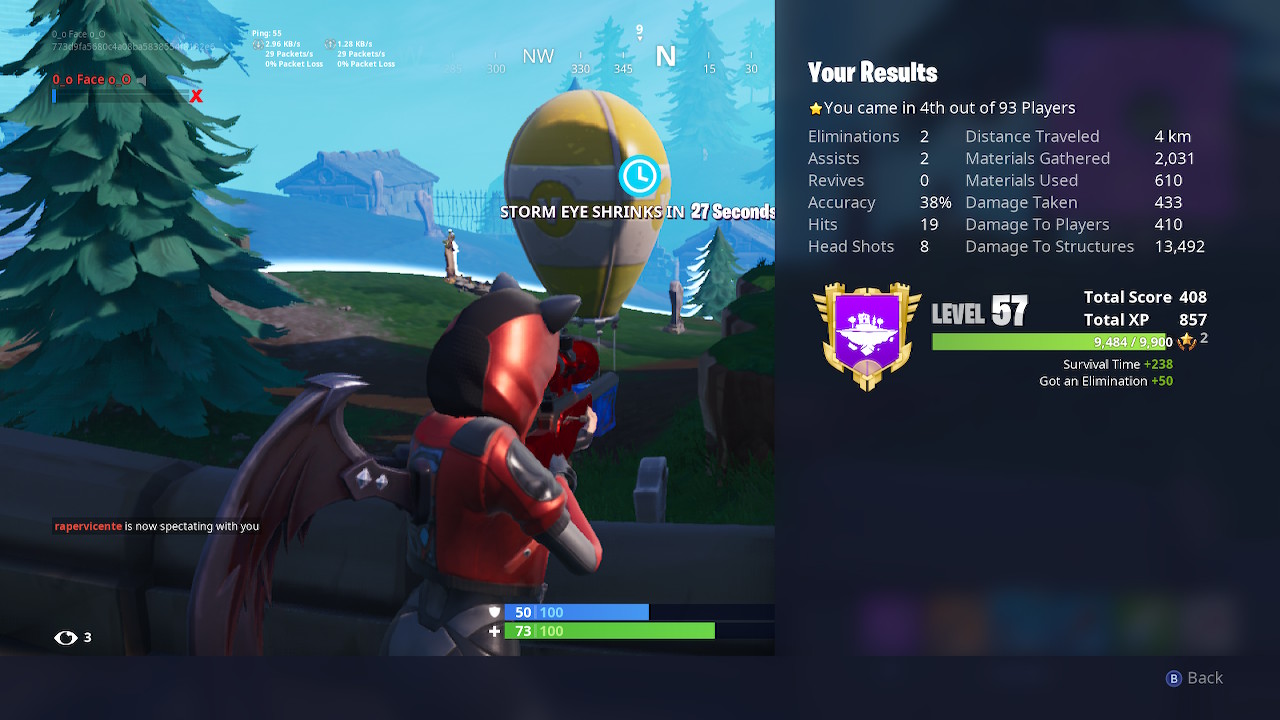 0_o Face o_O
Ping: 55
2.96 KB/s 1.28 KB/s
29 Packets/s 29 Packets/s
0% Packet Loss 0% Packet Loss
0_o Face o_O
X
9
285 300 NW 330 345 N 15 30
STORM EYE SHRINKS IN 27 Seconds
rapervicente is now spectating with you
50 100
73 100
3
Your Results
You came in 4th out of 93 Players
Eliminations 2 Distance Traveled 4 km
Assists 2 Materials Gathered 2,031
Revives 0 Materials Used 610
Accuracy 38% Damage Taken 433
Hits 19 Damage To Players 410
Head Shots 8 Damage To Structures 13,492
LEVEL 57
Total Score 408
Total XP 857
9,484 / 9,900 2
Survival Time +238
Got an Elimination +50
B Back